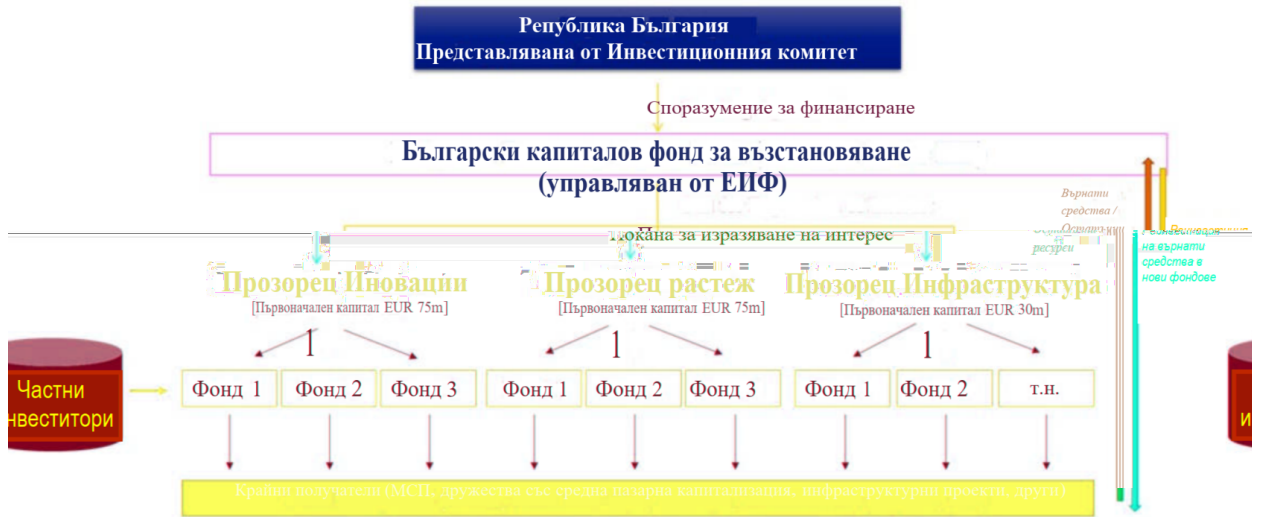 Република България
Представлявана от Инвестиционния комитет
Споразумение за финансиране
Български капиталов фонд за възстановяване
(управляван от ЕИФ)
Върнати
средства /
Покана за изразяване на интерес
ресурси
на върнати
средства в
нови фондове
Прозорец Иновации
Прозорец растеж
Прозорец Инфраструктура
[Първоначален капитал EUR 75m]
[Първоначален капитал EUR 75m]
[Първоначален капитал EUR 30m]
1
1
1
Частни
нвеститори
Фонд 1
Фонд 2
Фонд 3
Фонд 1
Фонд 2
Фонд 3
Фонд 1
Фонд 2
т.н.
и
Крайни получатели (МСП, дружества със средна пазарна капитализация, инфраструктурни проекти, други)